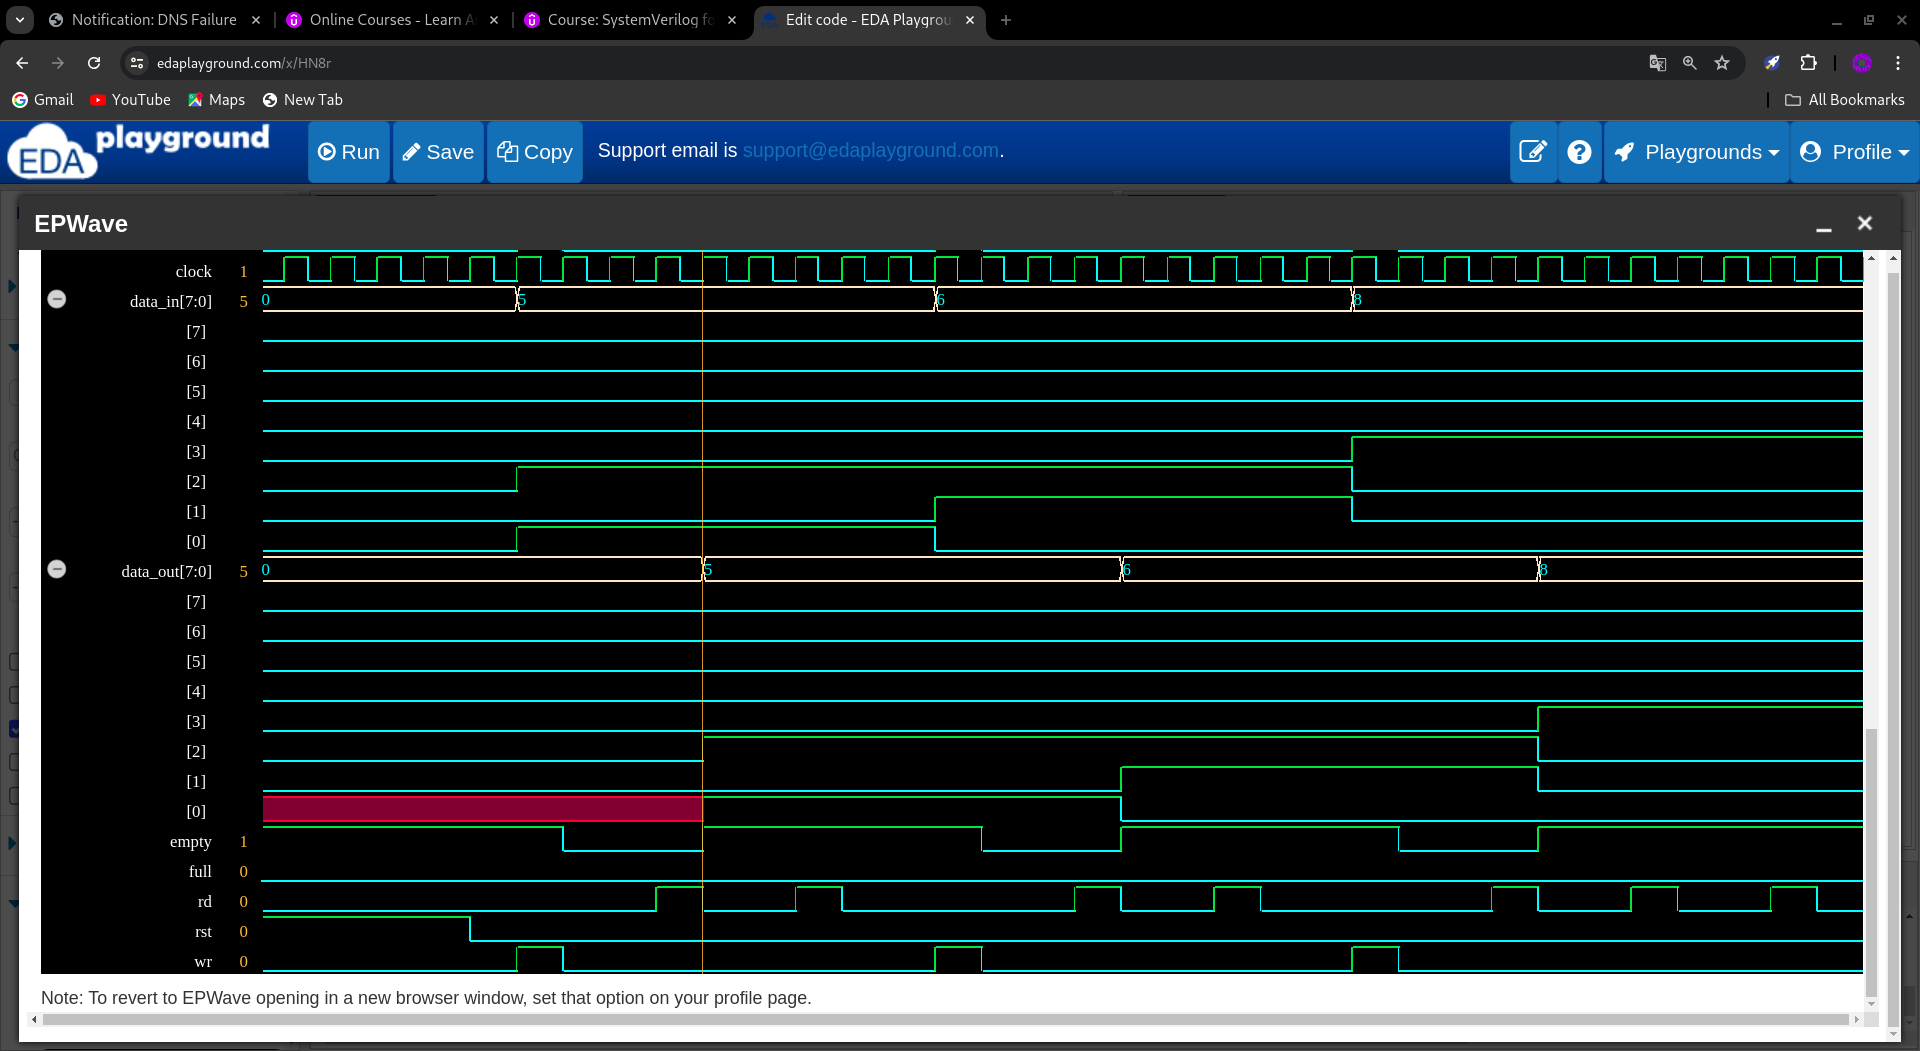 Notification: DNS Failure
Online Courses - Learn A
Course: SystemVerilog fo
Edit code - EDA Playgrou
edaplayground.com/x/HN8r
Gmail
YouTube
Maps
New Tab
All Bookmarks
EDA playground
Run
Save
Copy
Support email is support@edaplayground.com.
Playgrounds
Profile
EPWave
clock 1
data_in[7:0] 5 0 5 6 8
[7]
[6]
[5]
[4]
[3]
[2]
[1]
[0]
data_out[7:0] 5 0 5 6 8
[7]
[6]
[5]
[4]
[3]
[2]
[1]
[0]
empty 1
full 0
rd 0
rst 0
wr 0
Note: To revert to EPWave opening in a new browser window, set that option on your profile page.